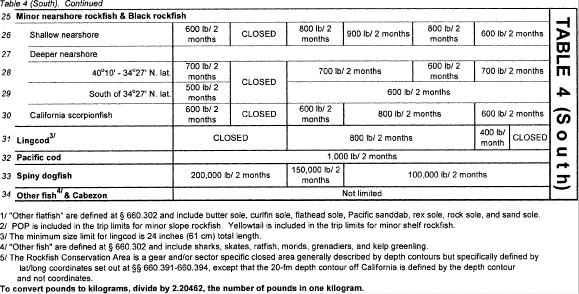 Table 4 (South). Continued
25 Minor nearshore rockfish & Black rockfish
26 Shallow nearshore 600 lb/ 2 months CLOSED 800 lb/ 2 months 900 lb/ 2 months 800 lb/ 2 months 600 lb/ 2 months
27 Deeper nearshore
28 40°10' - 34°27' N. lat. 700 lb/ 2 months CLOSED 700 lb/ 2 months 600 lb/ 2 months 700 lb/ 2 months
29 South of 34°27' N. lat. 500 lb/ 2 months 600 lb/ 2 months
30 California scorpionfish 600 lb/ 2 months CLOSED 600 lb/ 2 months 800 lb/ 2 months 600 lb/ 2 months
31 Lingcod3/ CLOSED 800 lb/ 2 months 400 lb/ month CLOSED
32 Pacific cod 1,000 lb/ 2 months
33 Spiny dogfish 200,000 lb/ 2 months 150,000 lb/ 2 months 100,000 lb/ 2 months
34 Other fish4/ & Cabezon Not limited
TABLE 4 (South)
1/ "Other flatfish" are defined at § 660.302 and include butter sole, curlfin sole, flathead sole, Pacific sanddab, rex sole, rock sole, and sand sole.
2/ POP is included in the trip limits for minor slope rockfish. Yellowtail is included in the trip limits for minor shelf rockfish.
3/ The minimum size limit for lingcod is 24 inches (61 cm) total length.
4/ "Other fish" are defined at § 660.302 and include sharks, skates, ratfish, morids, grenadiers, and kelp greenling.
5/ The Rockfish Conservation Area is a gear and/or sector specific closed area generally described by depth contours but specifically defined by
lat/long coordinates set out at §§ 660.391-660.394, except that the 20-fm depth contour off California is defined by the depth contour
and not coordinates.
To convert pounds to kilograms, divide by 2.20462, the number of pounds in one kilogram.